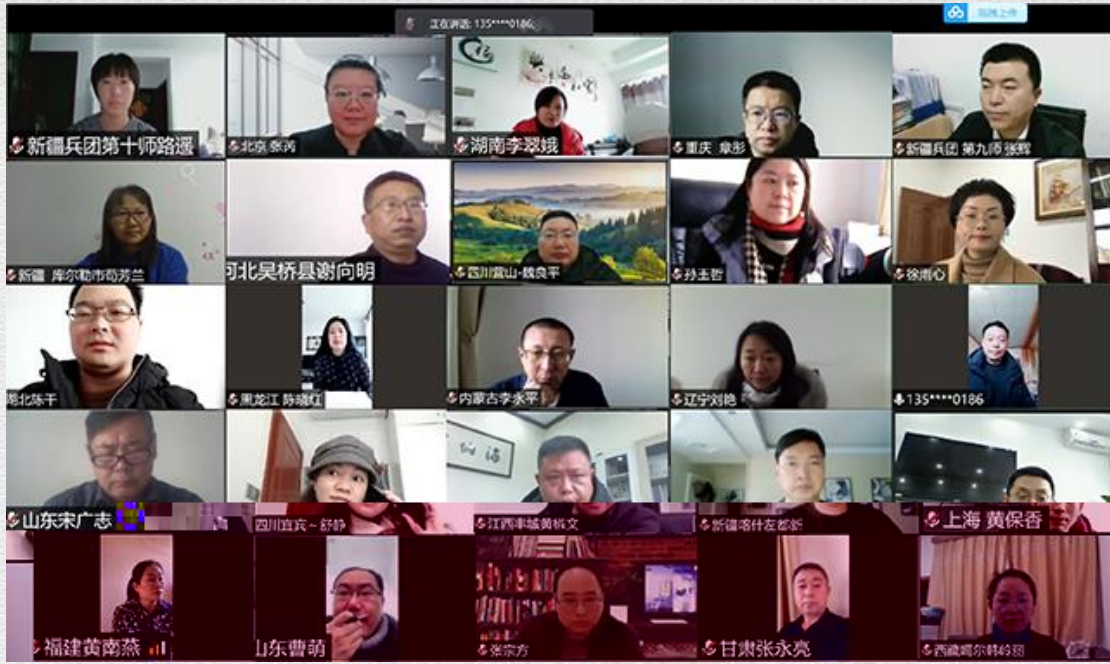 正在讲话: 135****0186;
拖拽上传
新疆兵团第十师路遥
北京 张芮
湖南李翠娥
重庆
新疆兵团 第九师 张辉
新疆 库尔勒市苟芳兰
河北吴桥县谢向明
四川营山-魏良平
孙玉哲
徐雨心
湖北陈干
黑龙江 陈晓红
内蒙古李水平
辽宁刘艳
135****0186
山东宋广志
四川宜宾～舒静
江西丰城黄
新疆喀什左都新
上海 黄保香
福建黄南燕
山东曹萌
张宗方
甘肃张永亮